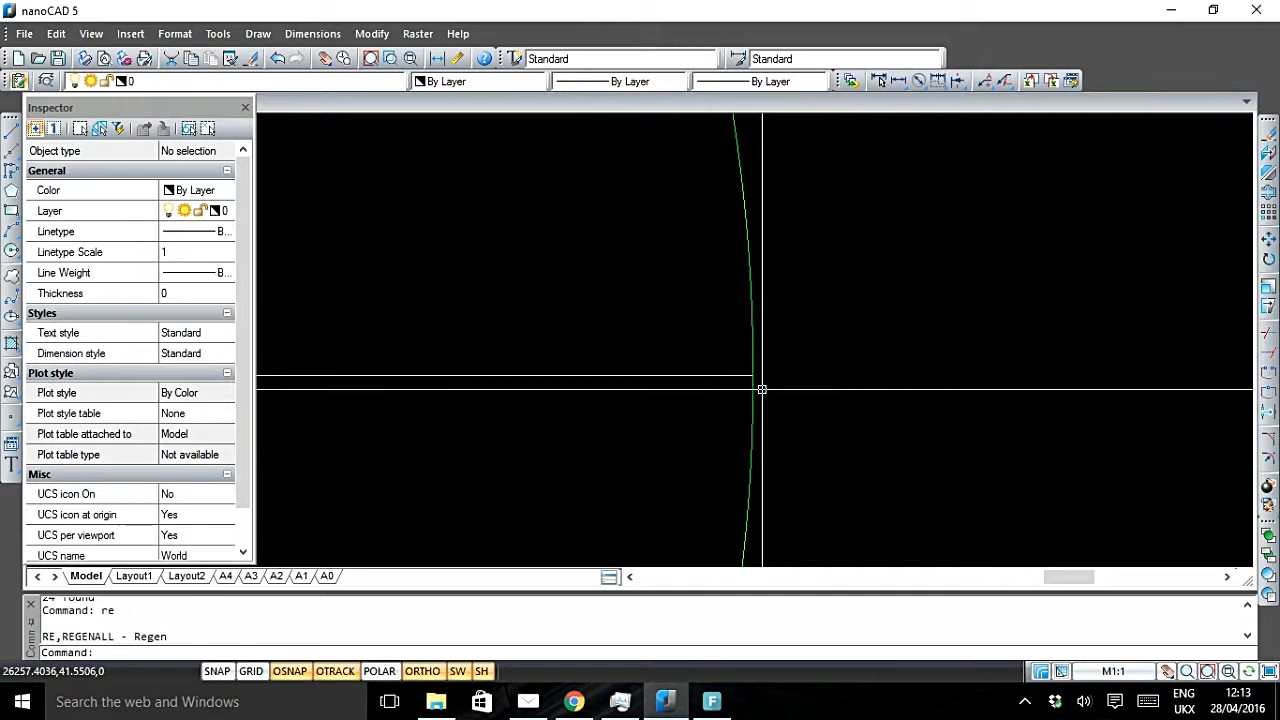 nanoCAD 5
File Edit View Insert Format Tools Draw Dimensions Modify Raster Help
Standard Standard
0 By Layer By Layer By Layer
Inspector
Object type No selection
General
Color By Layer
Layer 0
Linetype B...
Linetype Scale 1
Line Weight B...
Thickness 0
Styles
Text style Standard
Dimension style Standard
Plot style
Plot style By Color
Plot style table None
Plot table attached to Model
Plot table type Not available
Misc
UCS icon On No
UCS icon at origin Yes
UCS per viewport Yes
UCS name World
Model Layout1 Layout2 A4 A3 A2 A1 A0
24 found
Command: re
RE,REGENALL - Regen
Command:
26257.4036,41.5506,0 SNAP GRID OSNAP OTRACK POLAR ORTHO SW SH M1:1
Search the web and Windows
ENG 12:13
UKX 28/04/2016